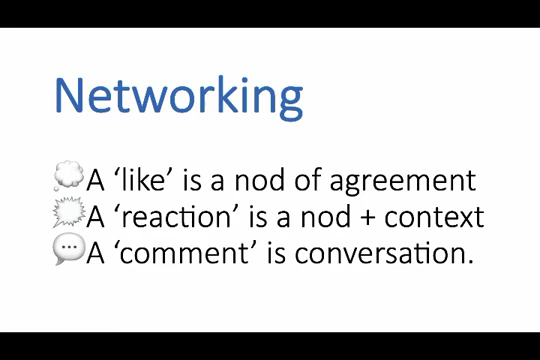 Networking
💭A ‘like’ is a nod of agreement
🗯A ‘reaction’ is a nod + context
💬A ‘comment’ is conversation.